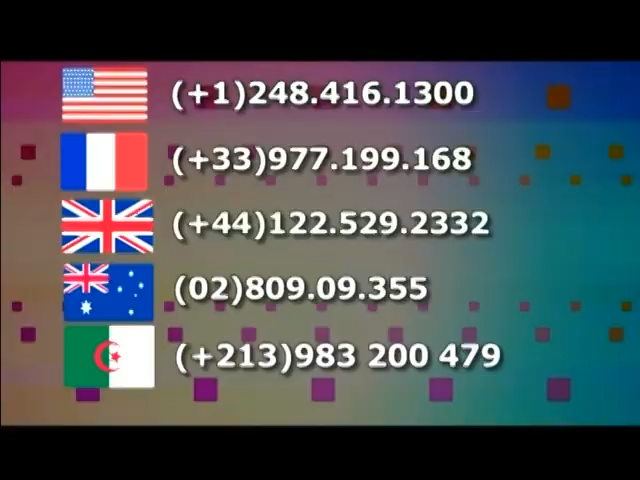 (+1)248.416.1300
(+33)977.199.168
(+44)122.529.2332
(02)809.09.355
(+213)983 200 479